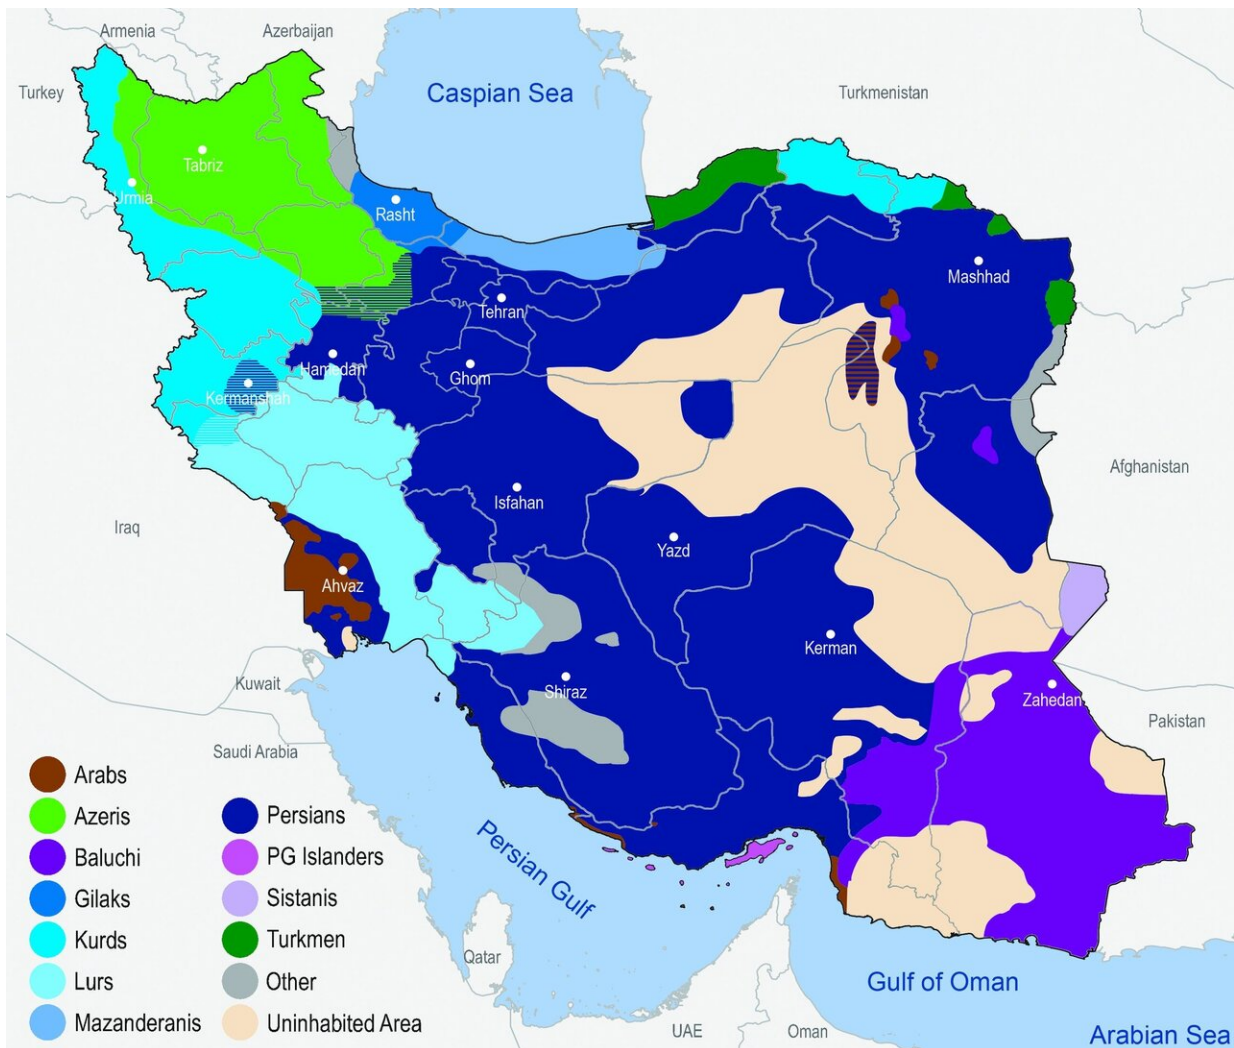 Armenia
Azerbaijan
Turkey
Caspian Sea
Turkmenistan
Tabriz
Urmia
Rasht
Mashhad
Tehran
Hamedan
Ghom
Kermanshah
Afghanistan
Isfahan
Iraq
Yazd
Ahvaz
Kerman
Kuwait
Shiraz
Zahedan
Pakistan
Saudi Arabia
Persian Gulf
Qatar
Gulf of Oman
UAE
Oman
Arabian Sea
Arabs
Azeris
Baluchi
Gilaks
Kurds
Lurs
Mazanderanis
Persians
PG Islanders
Sistanis
Turkmen
Other
Uninhabited Area